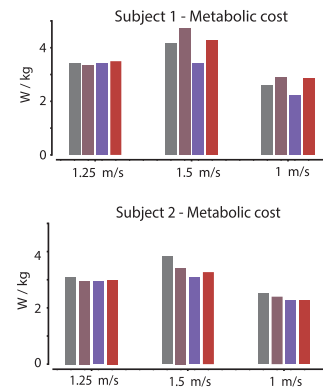 Subject 1 - Metabolic cost
4
2
0
W / kg
1.25 m/s
1.5 m/s
1 m/s
Subject 2 - Metabolic cost
4
2
0
W / kg
1.25 m/s
1.5 m/s
1 m/s